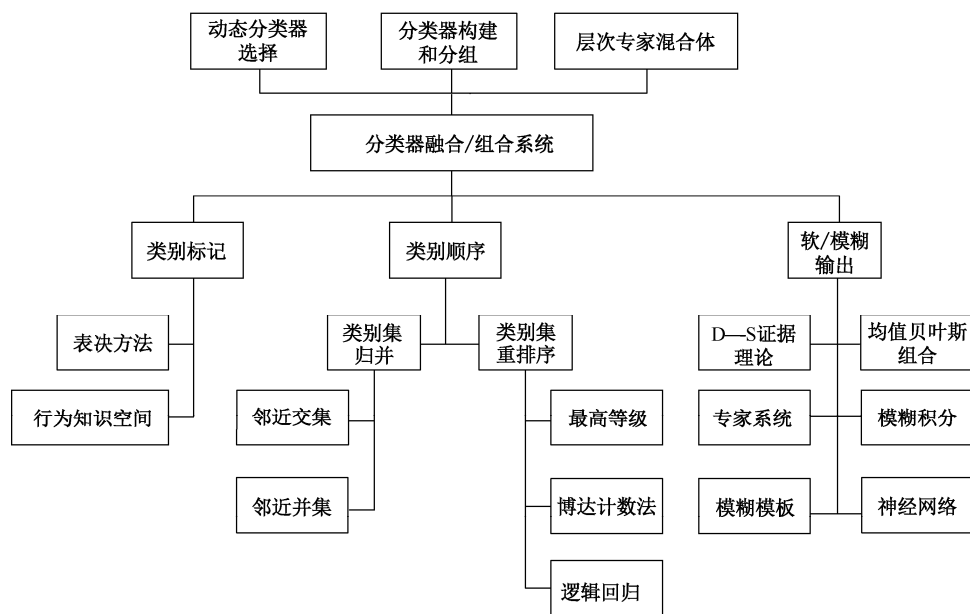 动态分类器
选择
分类器构建
和分组
层次专家混合体
分类器融合/组合系统
类别标记
类别顺序
软/模糊
输出
表决方法
行为知识空间
类别集
归并
类别集
重排序
邻近交集
邻近并集
最高等级
博达计数法
逻辑回归
D—S证据
理论
均值贝叶斯
组合
专家系统
模糊积分
模糊模板
神经网络